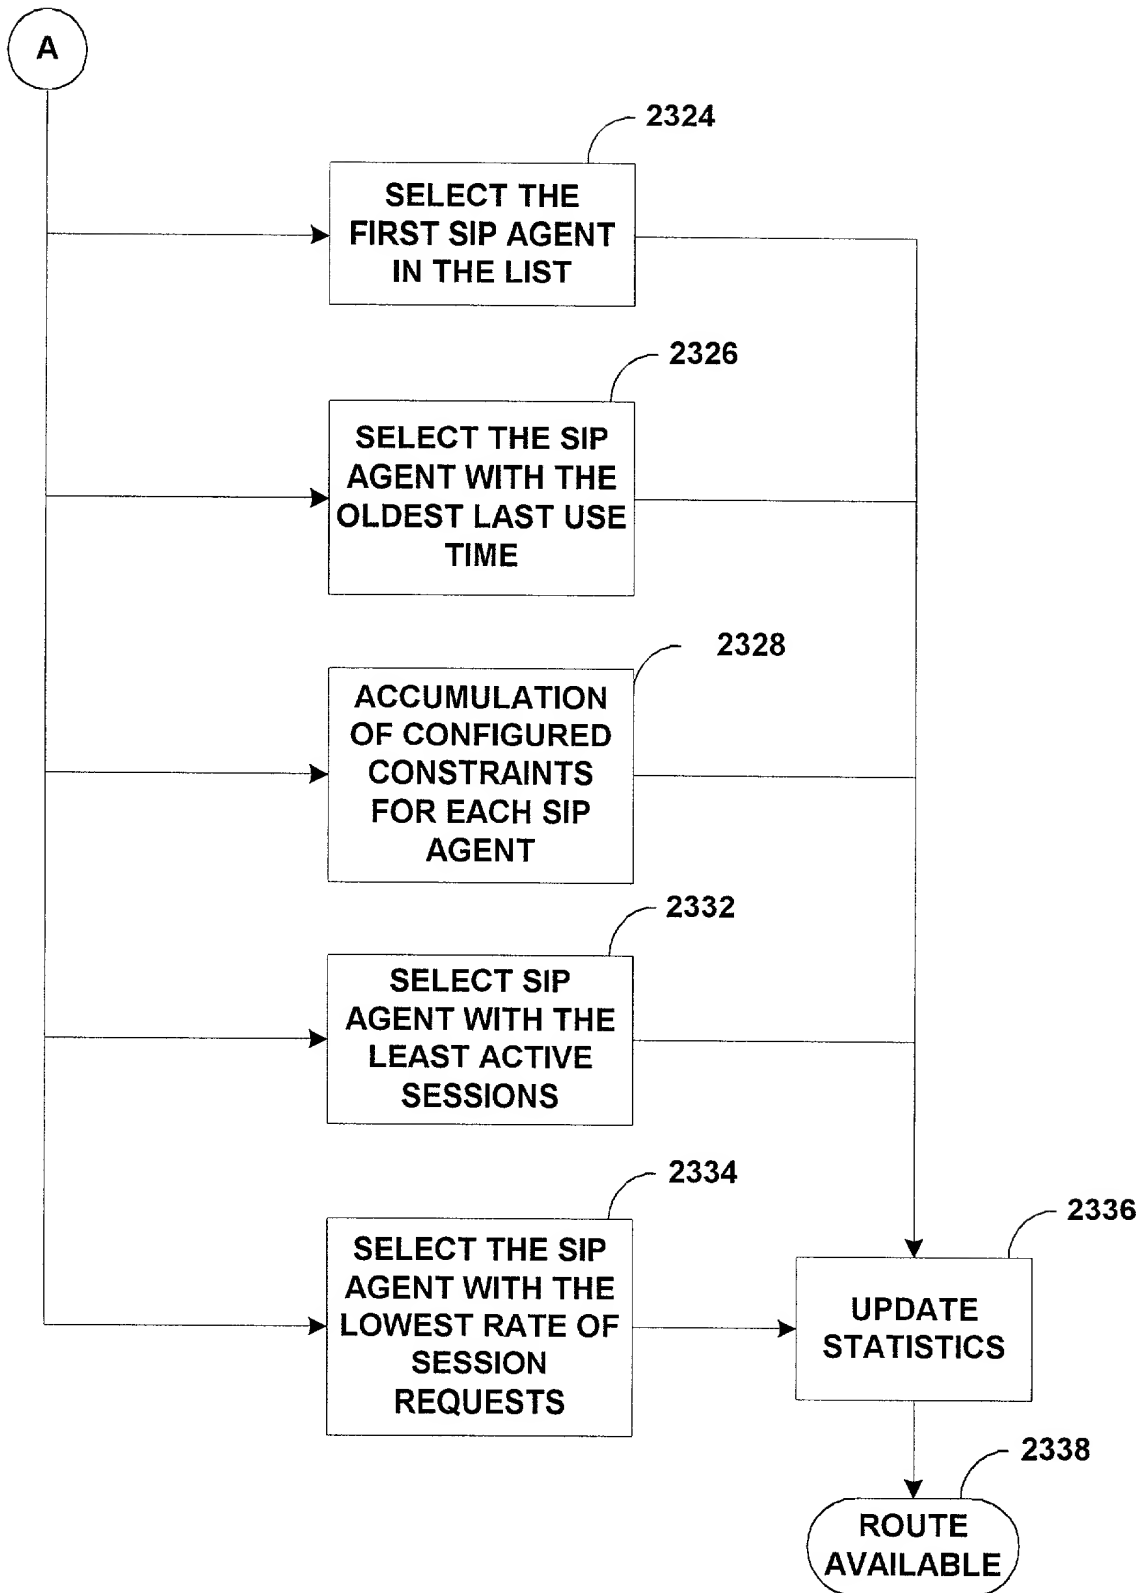 A
2324
SELECT THE
FIRST SIP AGENT
IN THE LIST
2326
SELECT THE SIP
AGENT WITH THE
OLDEST LAST USE
TIME
2328
ACCUMULATION
OF CONFIGURED
CONSTRAINTS
FOR EACH SIP
AGENT
2332
SELECT SIP
AGENT WITH THE
LEAST ACTIVE
SESSIONS
2334
SELECT THE SIP
AGENT WITH THE
LOWEST RATE OF
SESSION
REQUESTS
2336
UPDATE
STATISTICS
2338
ROUTE
AVAILABLE